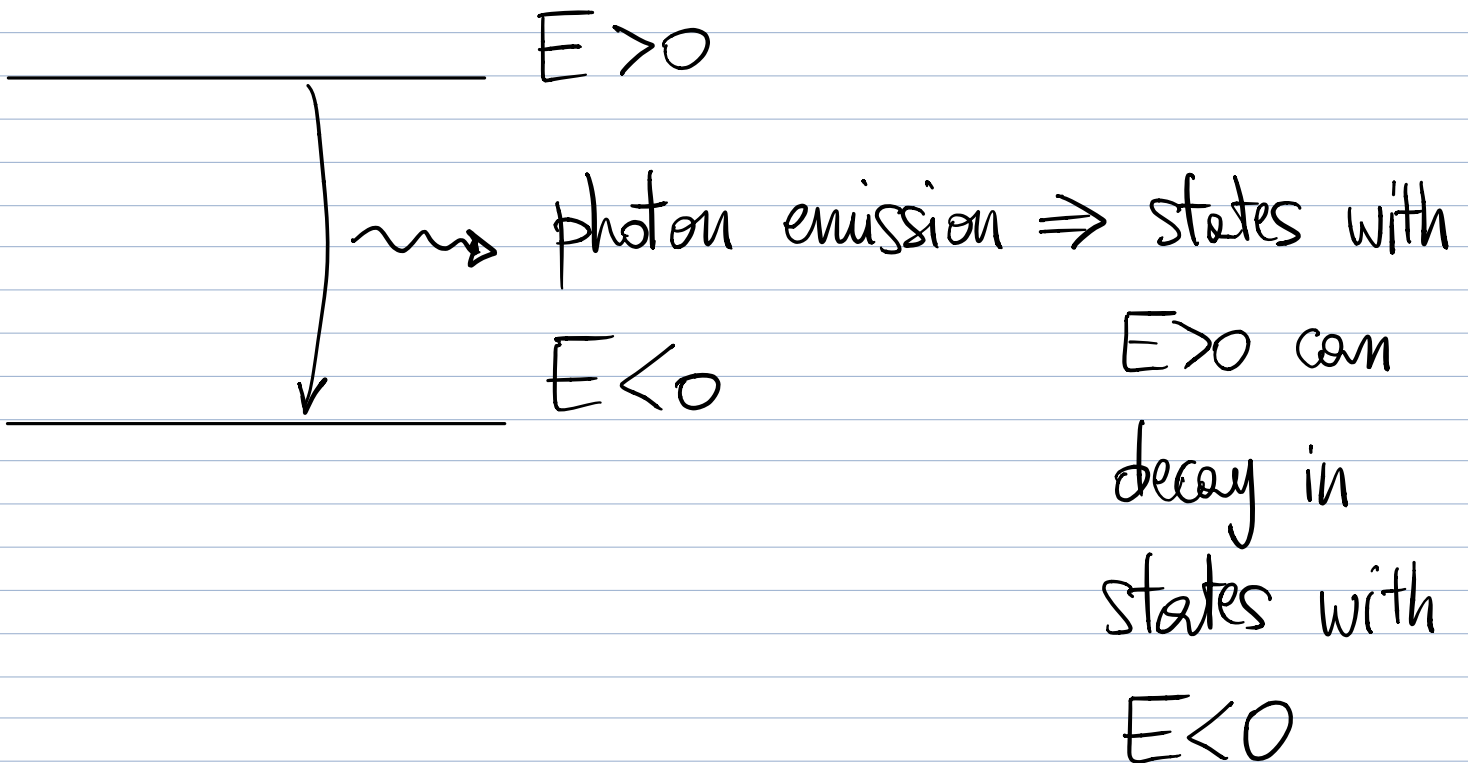 E > 0
photon emission ⇒ states with
E < 0
E > 0 can
decay in
states with
E < 0